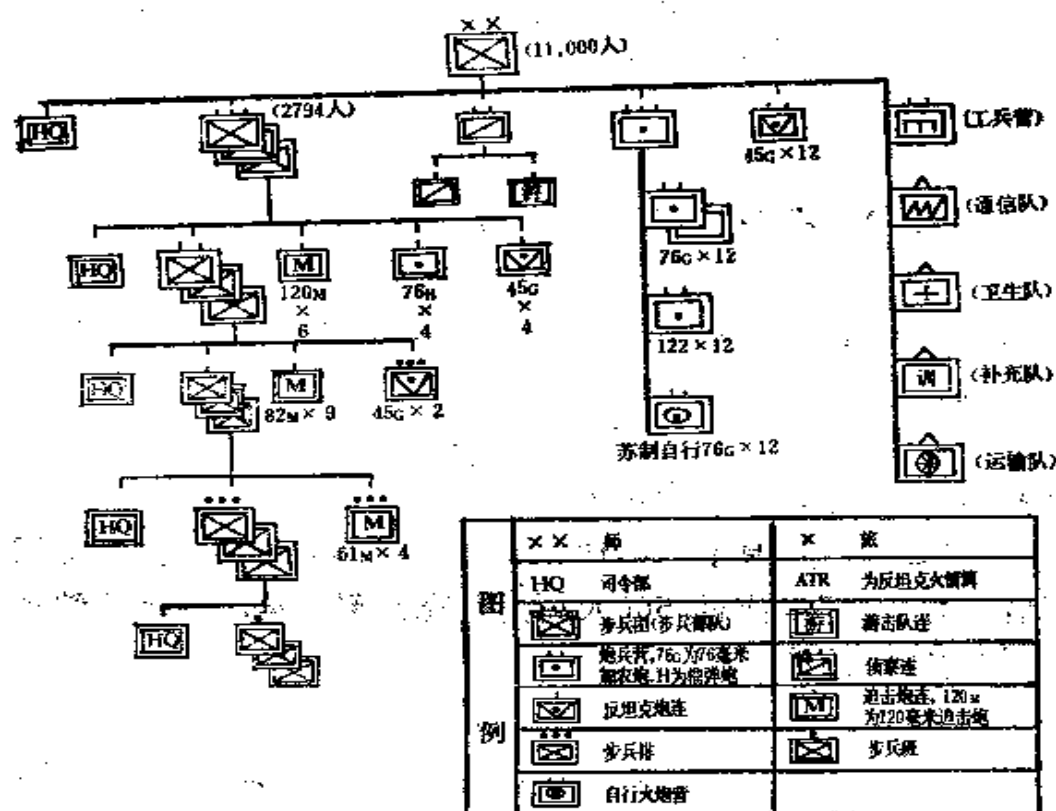 ××
(11,000人)
HQ
(2794人)
游
45G×12
(工兵营)
(通信队)
76G×12
HQ
M
120M
×
6
76H
×
4
45G
×
4
(卫生队)
122×12
HQ
M
82M×9
45G×2
调
(补充队)
苏制自行76G×12
(运输队)
HQ
M
61M×4
HQ
图例
×× 师
× 旅
HQ 司令部
ATR 为反坦克火箭筒
步兵团(步兵部队)
游
游击队连
炮兵营,76G为76毫米
加农炮,H为榴弹炮
侦察连
反坦克炮连
M
迫击炮连,120M
为120毫米迫击炮
步兵排
步兵班
自行火炮营